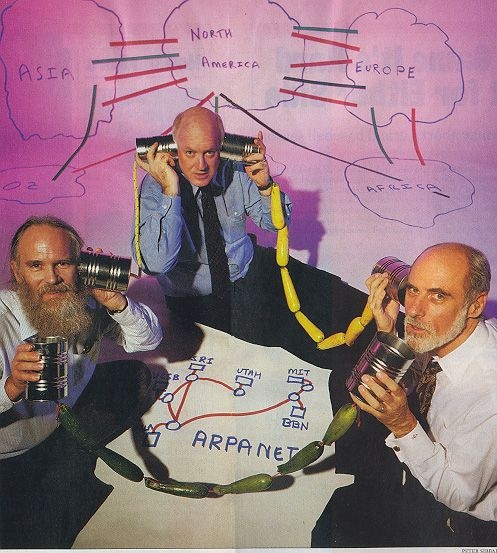 NORTH
AMERICA
ASIA
EUROPE
OZ
AFRICA
SRI
UTAH
MIT
BBN
ARPANET